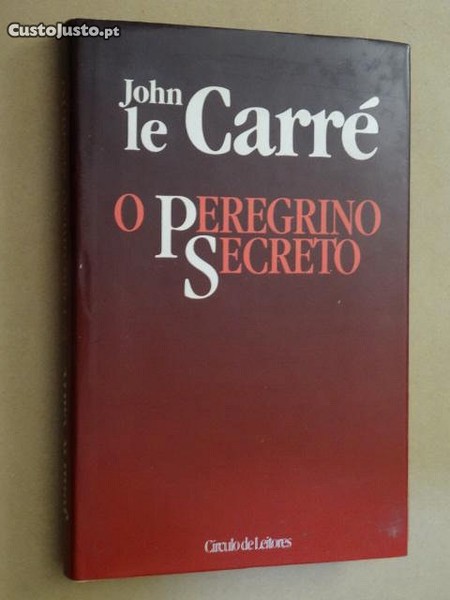 CustoJusto.pt
John
le Carré
O PEREGRINO
SECRETO
Círculo de Leitores